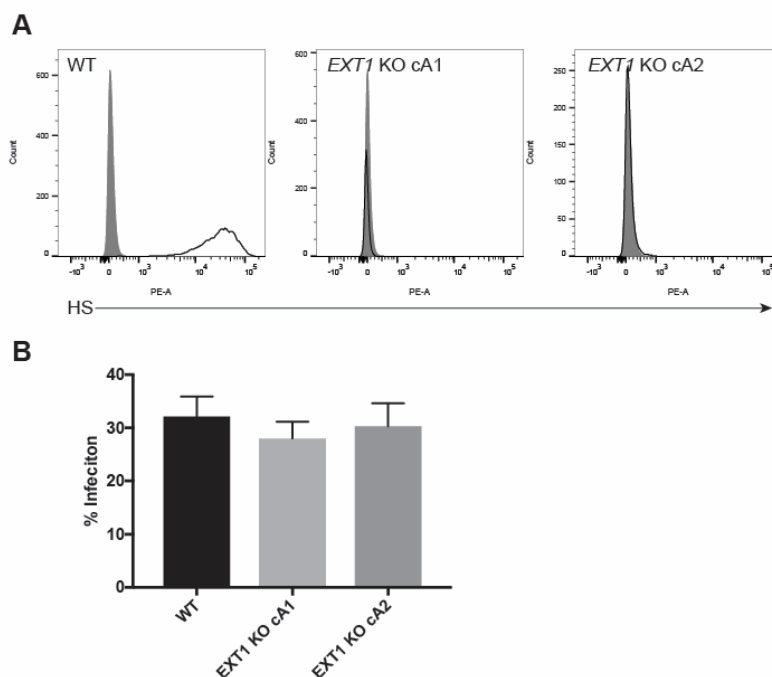 A
WT
EXT1 KO cA1
EXT1 KO cA2
Count
600
400
200
0
-10³ 0 10³ 10⁴ 10⁵
PE-A
Count
600
400
200
0
-10³ 0 10³ 10⁴ 10⁵
PE-A
Count
250
200
150
100
50
0
-10³ 0 10³ 10⁴ 10⁵
PE-A
HS
B
% Infeciton
40
30
20
10
0
WT
EXT1 KO cA1
EXT1 KO cA2